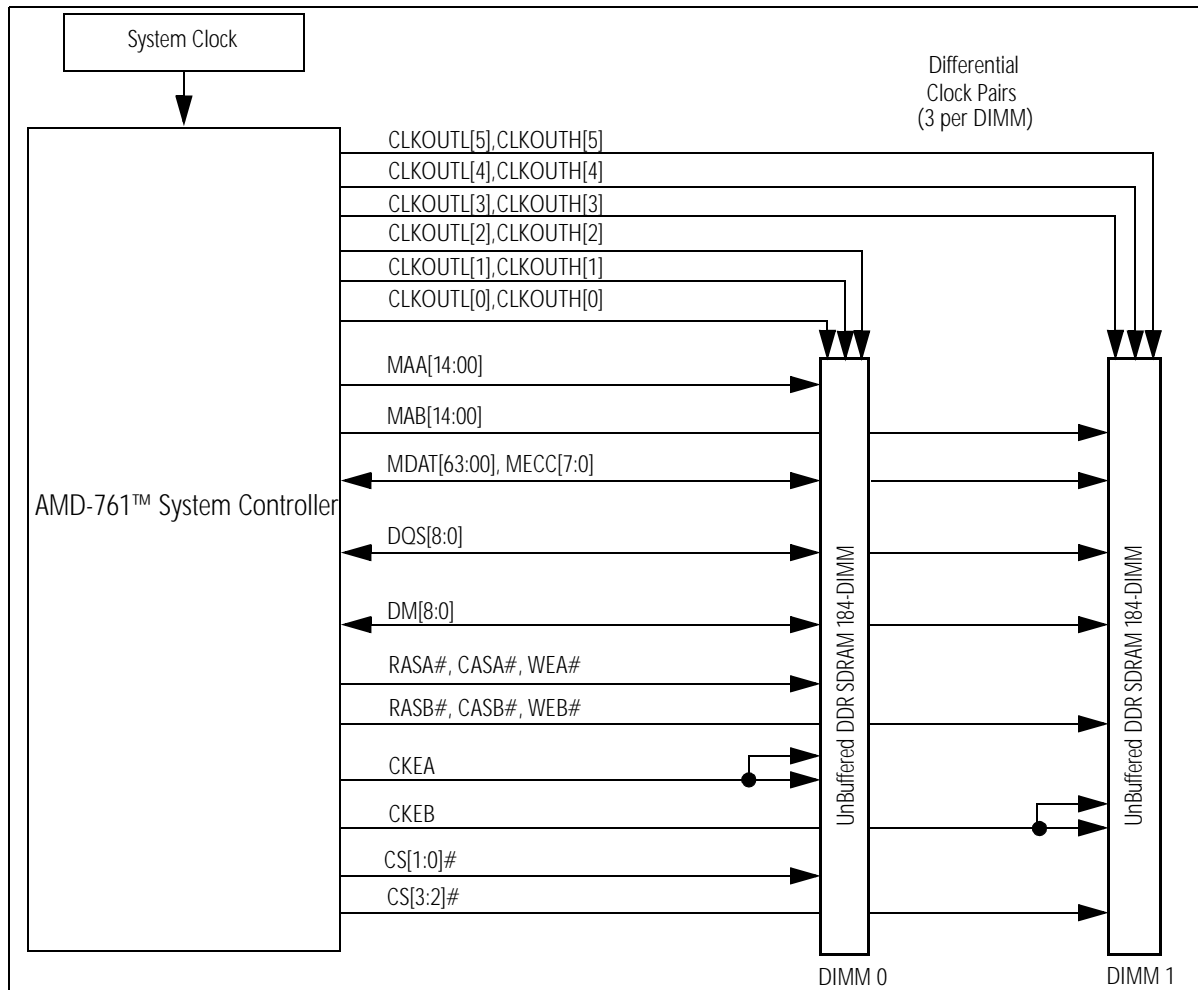 System Clock
Differential
Clock Pairs
(3 per DIMM)
CLKOUTL[5],CLKOUTH[5]
CLKOUTL[4],CLKOUTH[4]
CLKOUTL[3],CLKOUTH[3]
CLKOUTL[2],CLKOUTH[2]
CLKOUTL[1],CLKOUTH[1]
CLKOUTL[0],CLKOUTH[0]
MAA[14:00]
MAB[14:00]
MDAT[63:00], MECC[7:0]
AMD-761™ System Controller
DQS[8:0]
DM[8:0]
RASA#, CASA#, WEA#
RASB#, CASB#, WEB#
CKEA
CKEB
CS[1:0]#
CS[3:2]#
UnBuffered DDR SDRAM 184-DIMM
UnBuffered DDR SDRAM 184-DIMM
DIMM 0
DIMM 1